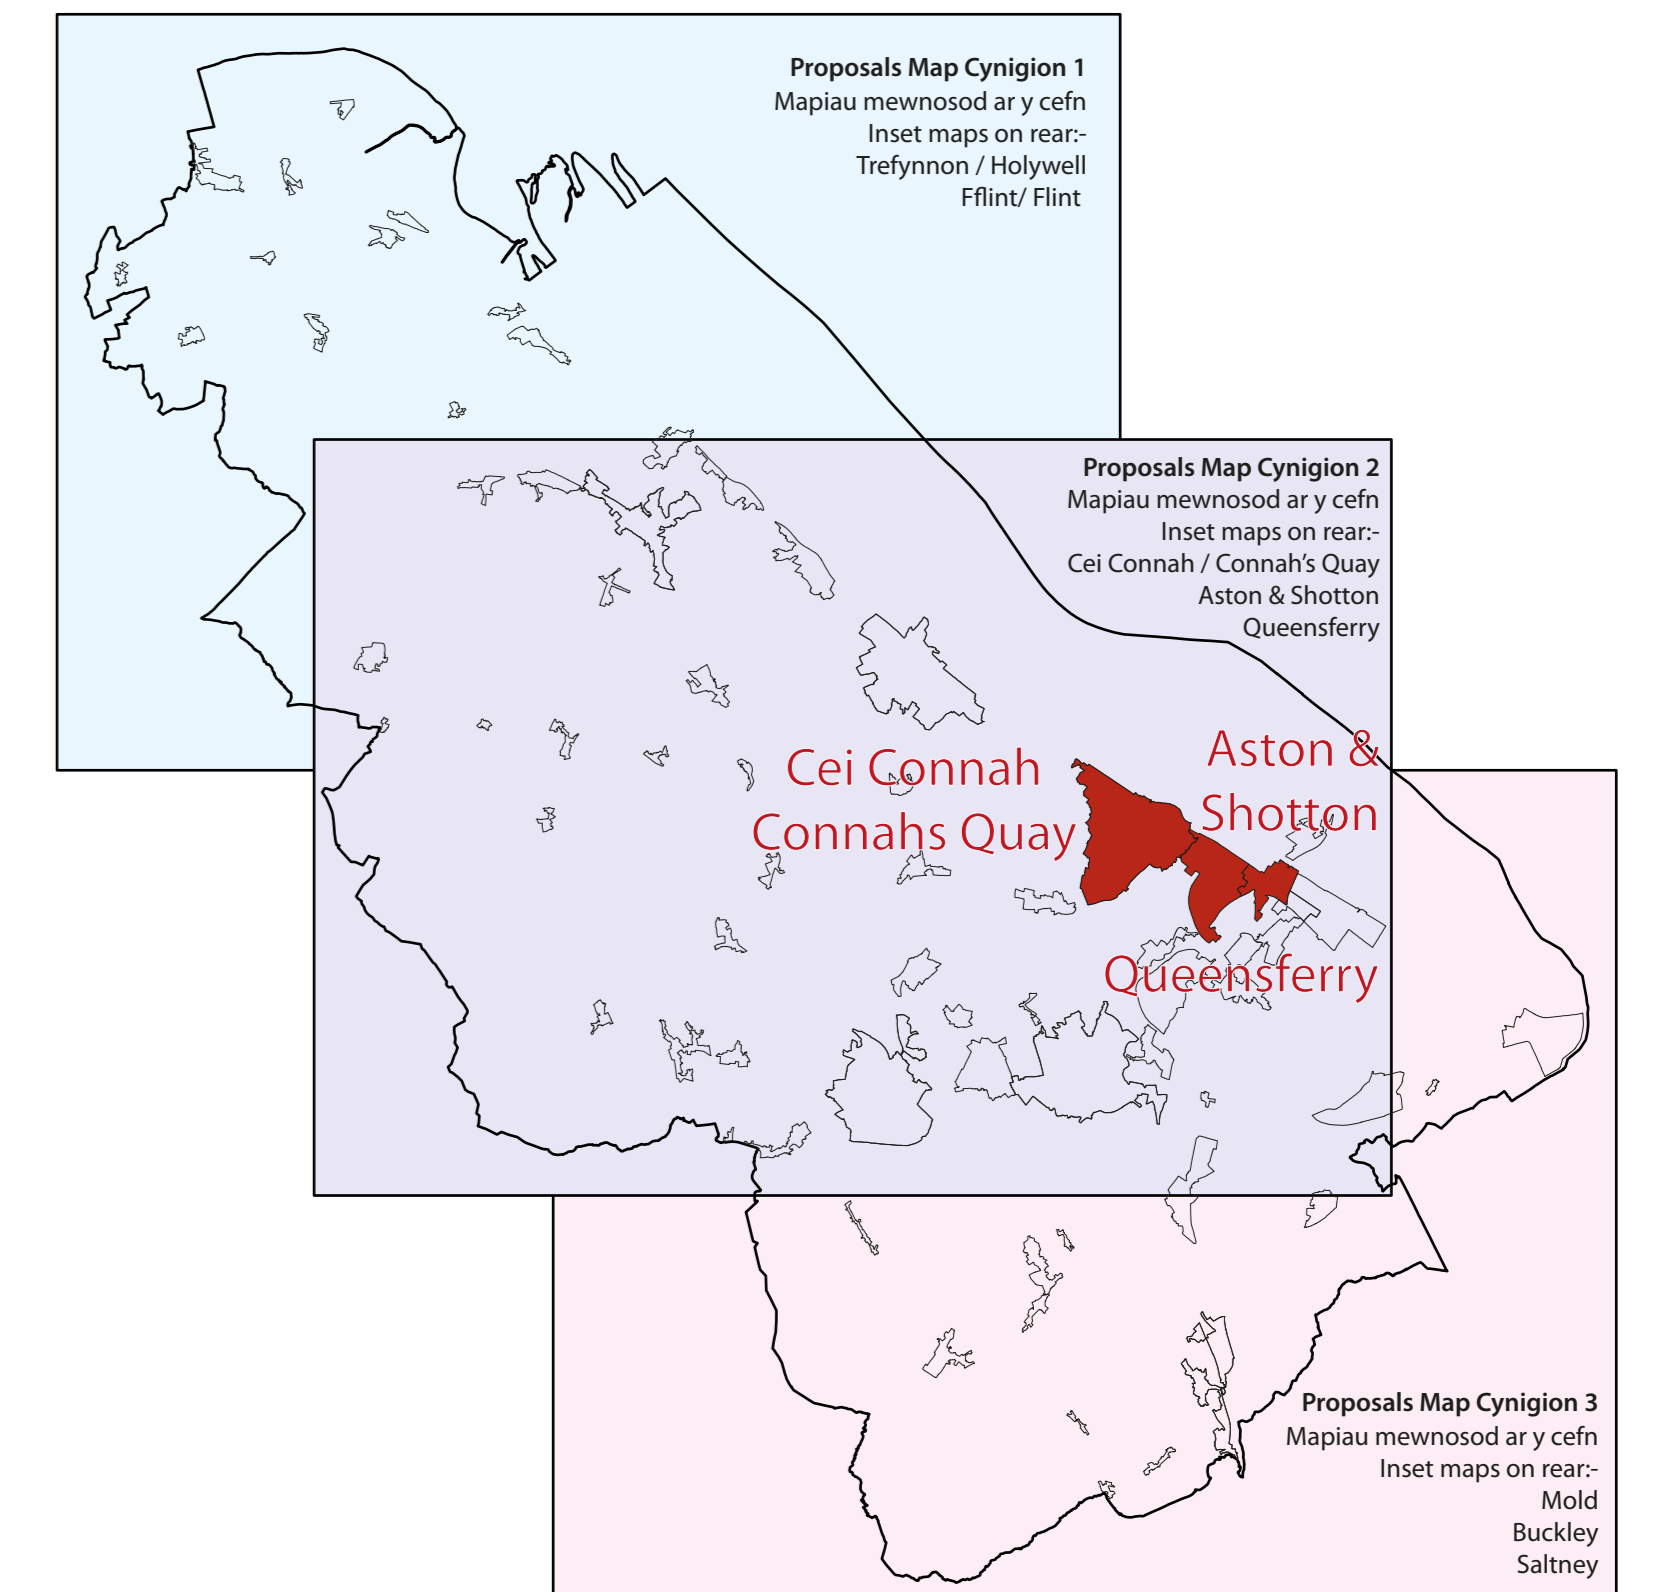 Proposals Map Cynigion 1
Mapiau mewnosod ar y cefn
Inset maps on rear:-
Trefynnon / Holywell
Fflint/ Flint
Proposals Map Cynigion 2
Mapiau mewnosod ar y cefn
Inset maps on rear:-
Cei Connah / Connah’s Quay
Aston & Shotton
Queensferry
Cei Connah
Connahs Quay
Aston &
Shotton
Queensferry
Proposals Map Cynigion 3
Mapiau mewnosod ar y cefn
Inset maps on rear:-
Mold
Buckley
Saltney